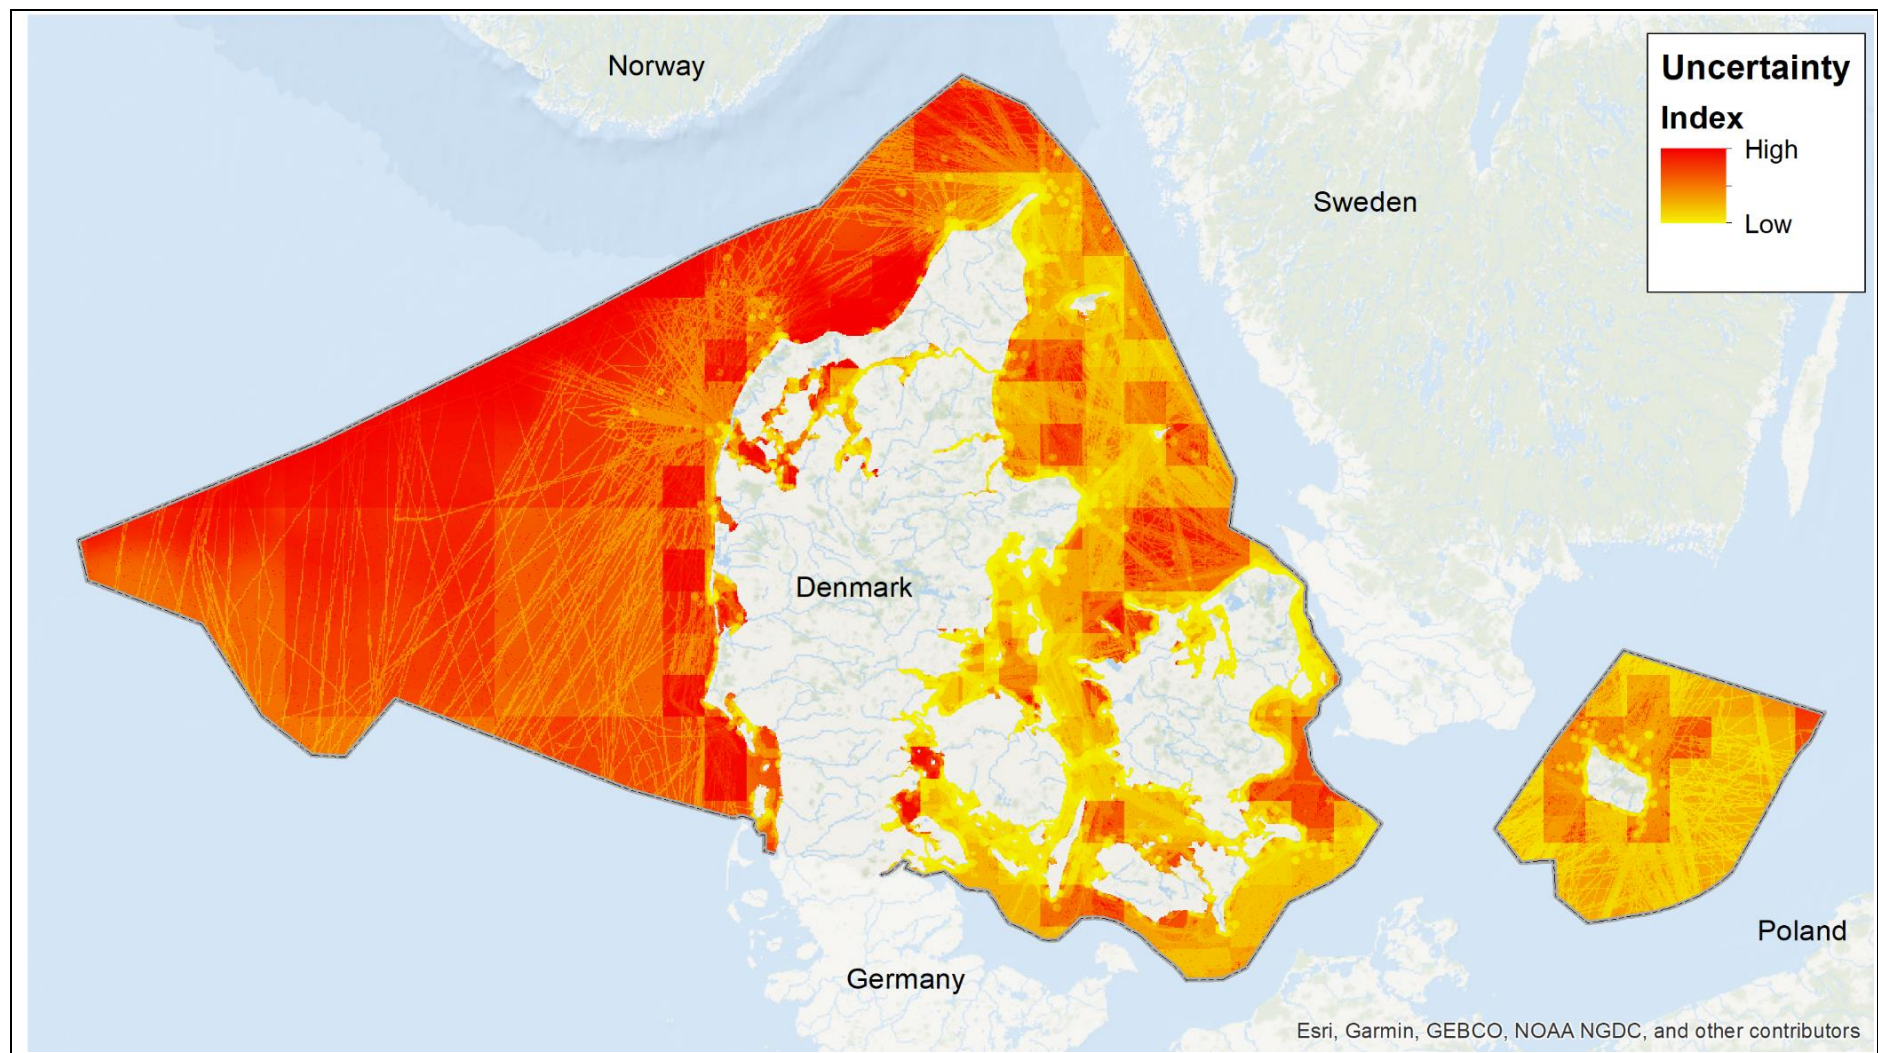 Norway
Uncertainty
Index
High
Low
Sweden
Denmark
Poland
Germany
Esri, Garmin, GEBCO, NOAA NGDC, and other contributors